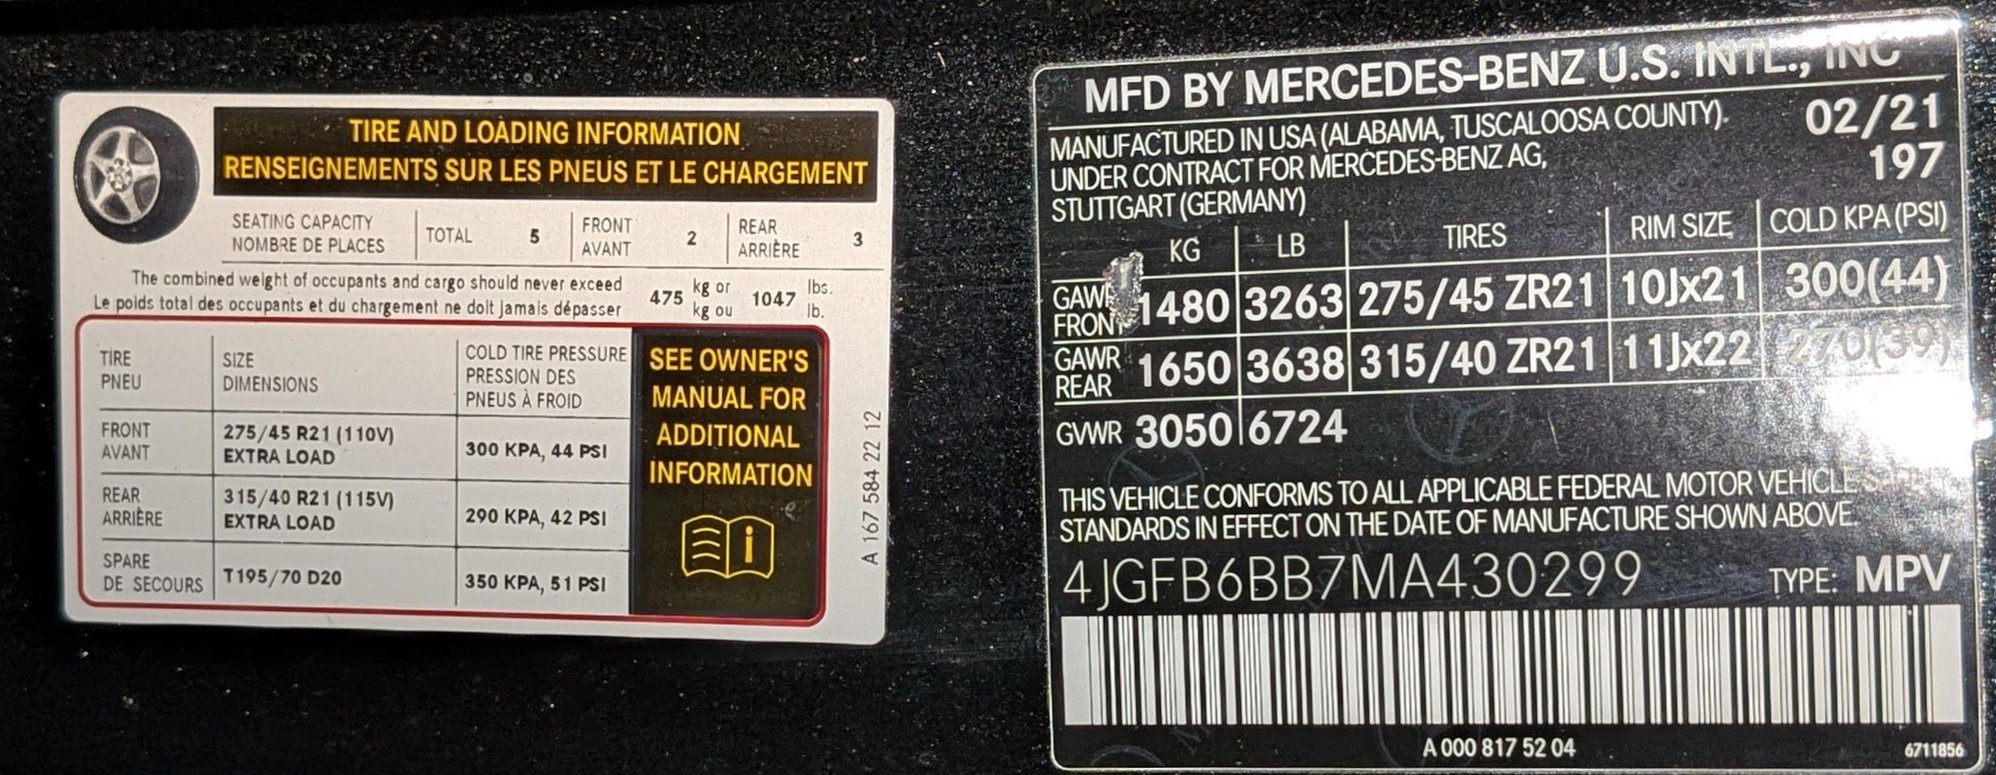 TIRE AND LOADING INFORMATION
RENSEIGNEMENTS SUR LES PNEUS ET LE CHARGEMENT
SEATING CAPACITY
NOMBRE DE PLACES
TOTAL 5
FRONT
AVANT
2
REAR
ARRIÈRE
3
The combined weight of occupants and cargo should never exceed
Le poids total des occupants et du chargement ne doit jamais dépasser
475
kg or
kg ou
1047
lbs.
lb.
TIRE
PNEU
SIZE
DIMENSIONS
COLD TIRE PRESSURE
PRESSION DES
PNEUS À FROID
FRONT
AVANT
275/45 R21 (110V)
EXTRA LOAD
300 KPA, 44 PSI
REAR
ARRIÈRE
315/40 R21 (115V)
EXTRA LOAD
290 KPA, 42 PSI
SPARE
DE SECOURS
T195/70 D20
350 KPA, 51 PSI
SEE OWNER'S
MANUAL FOR
ADDITIONAL
INFORMATION
i
A 167 584 22 12
MFD BY MERCEDES-BENZ U.S. INTL., INC
MANUFACTURED IN USA (ALABAMA, TUSCALOOSA COUNTY).
UNDER CONTRACT FOR MERCEDES-BENZ AG,
STUTTGART (GERMANY)
02/21
197
KG LB TIRES RIM SIZE COLD KPA (PSI)
GAWR
FRONT
1480 3263 275/45 ZR21 10Jx21 300(44)
GAWR
REAR
1650 3638 315/40 ZR21 11Jx22 270(39)
GVWR 3050 6724
THIS VEHICLE CONFORMS TO ALL APPLICABLE FEDERAL MOTOR VEHICLE SAFETY
STANDARDS IN EFFECT ON THE DATE OF MANUFACTURE SHOWN ABOVE.
4JGFB6BB7MA430299 TYPE: MPV
A 000 817 52 04
6711856